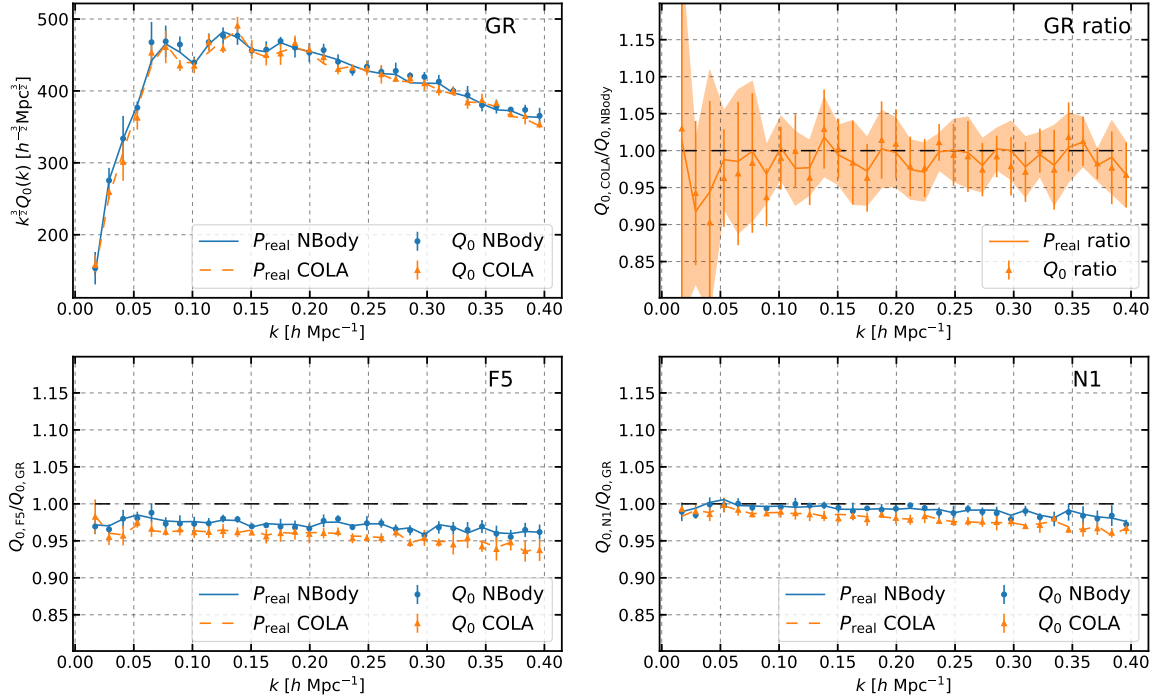 GR
500
400
300
200
k^{3/2} Q_0(k) [h^{-3/2} Mpc^{3/2}]
P_real NBody
P_real COLA
Q_0 NBody
Q_0 COLA
0.00 0.05 0.10 0.15 0.20 0.25 0.30 0.35 0.40
k [h Mpc^{-1}]
GR ratio
1.15
1.10
1.05
1.00
0.95
0.90
0.85
Q_{0, COLA}/Q_{0, NBody}
P_real ratio
Q_0 ratio
0.00 0.05 0.10 0.15 0.20 0.25 0.30 0.35 0.40
k [h Mpc^{-1}]
F5
1.15
1.10
1.05
1.00
0.95
0.90
0.85
Q_{0, F5}/Q_{0, GR}
P_real NBody
P_real COLA
Q_0 NBody
Q_0 COLA
0.00 0.05 0.10 0.15 0.20 0.25 0.30 0.35 0.40
k [h Mpc^{-1}]
N1
1.15
1.10
1.05
1.00
0.95
0.90
0.85
Q_{0, N1}/Q_{0, GR}
P_real NBody
P_real COLA
Q_0 NBody
Q_0 COLA
0.00 0.05 0.10 0.15 0.20 0.25 0.30 0.35 0.40
k [h Mpc^{-1}]